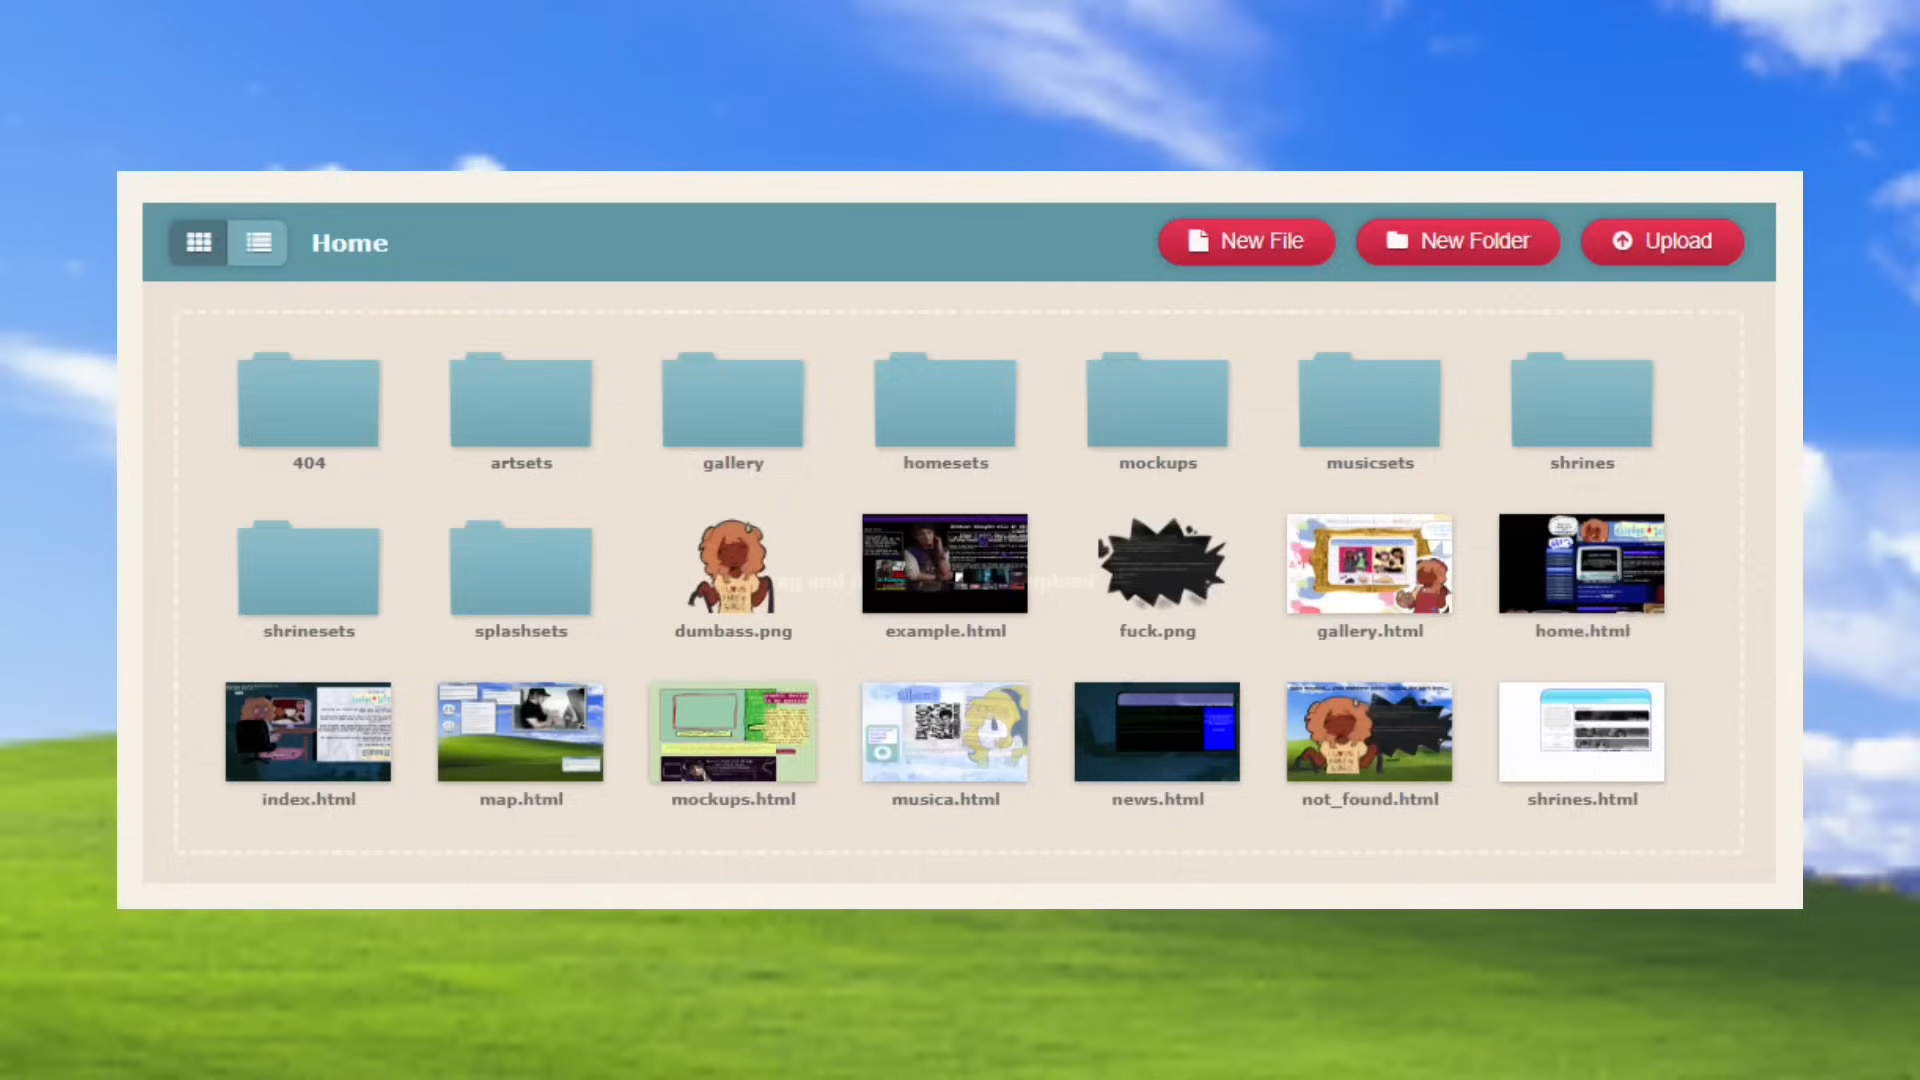 Home
New File
New Folder
Upload
404
artsets
gallery
homesets
mockups
musicsets
shrines
shrinesets
splashsets
dumbass.png
example.html
fuck.png
gallery.html
home.html
index.html
map.html
mockups.html
musica.html
news.html
not_found.html
shrines.html